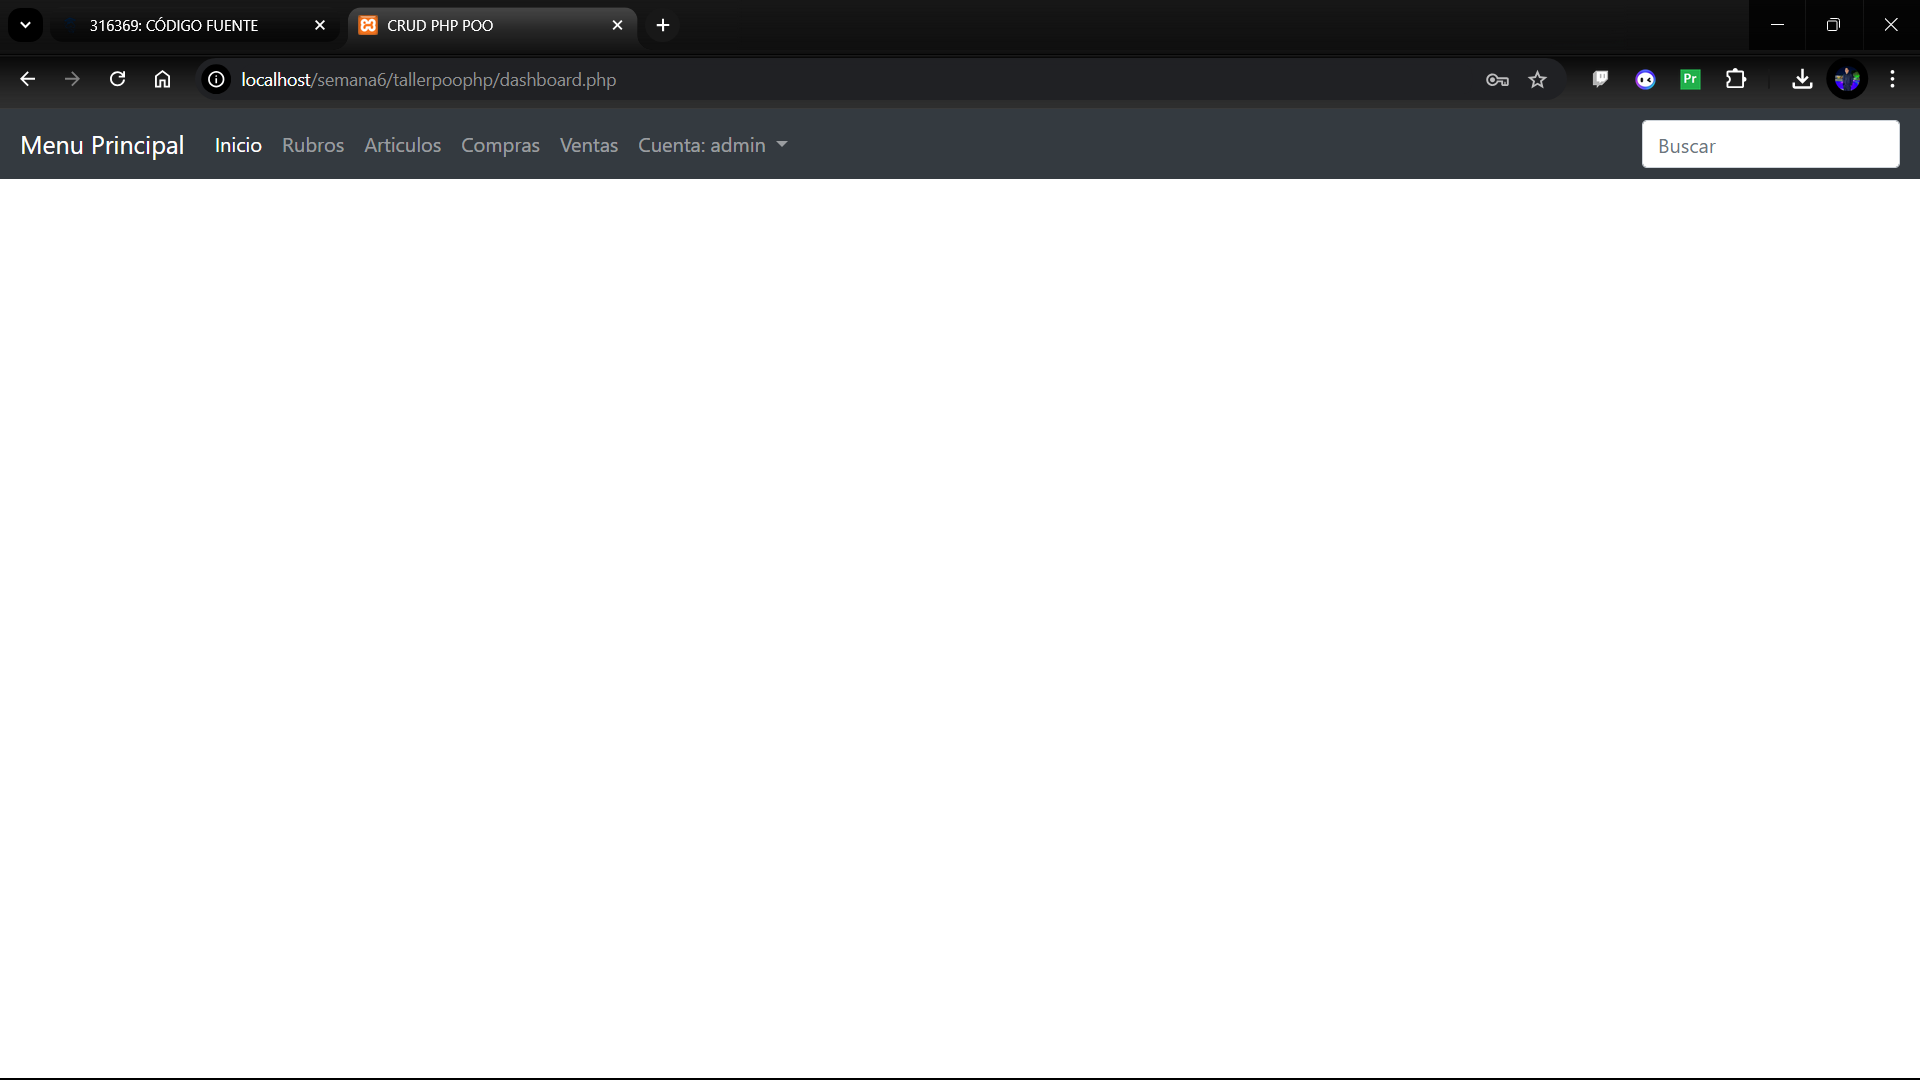 316369: CÓDIGO FUENTE
CRUD PHP POO
localhost/semana6/tallerpoophp/dashboard.php
Pr
Menu Principal Inicio Rubros Articulos Compras Ventas Cuenta: admin
Buscar